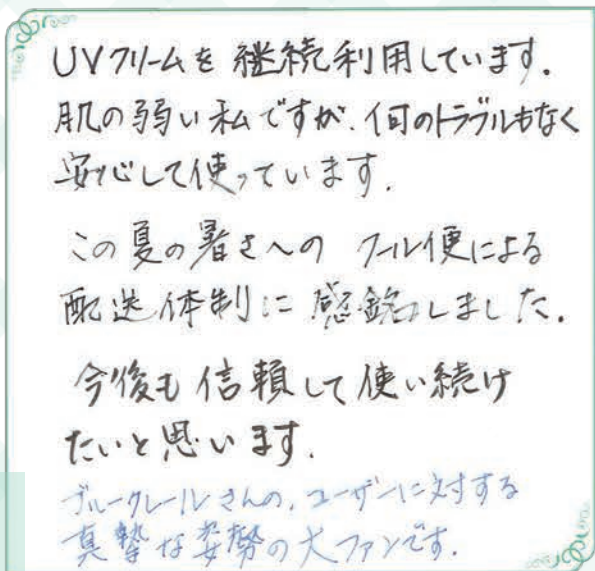 UVクリームを 継続利用しています.
肌の弱い私ですが、何のトラブルもなく
安心して使っています.
この夏の暑さへの クール便による
配送体制に 感銘しました.
今後も信頼して使い続け
たいと思います.
ブルークレールさんの、ユーザーに対する
真摯な姿勢の大ファンです.